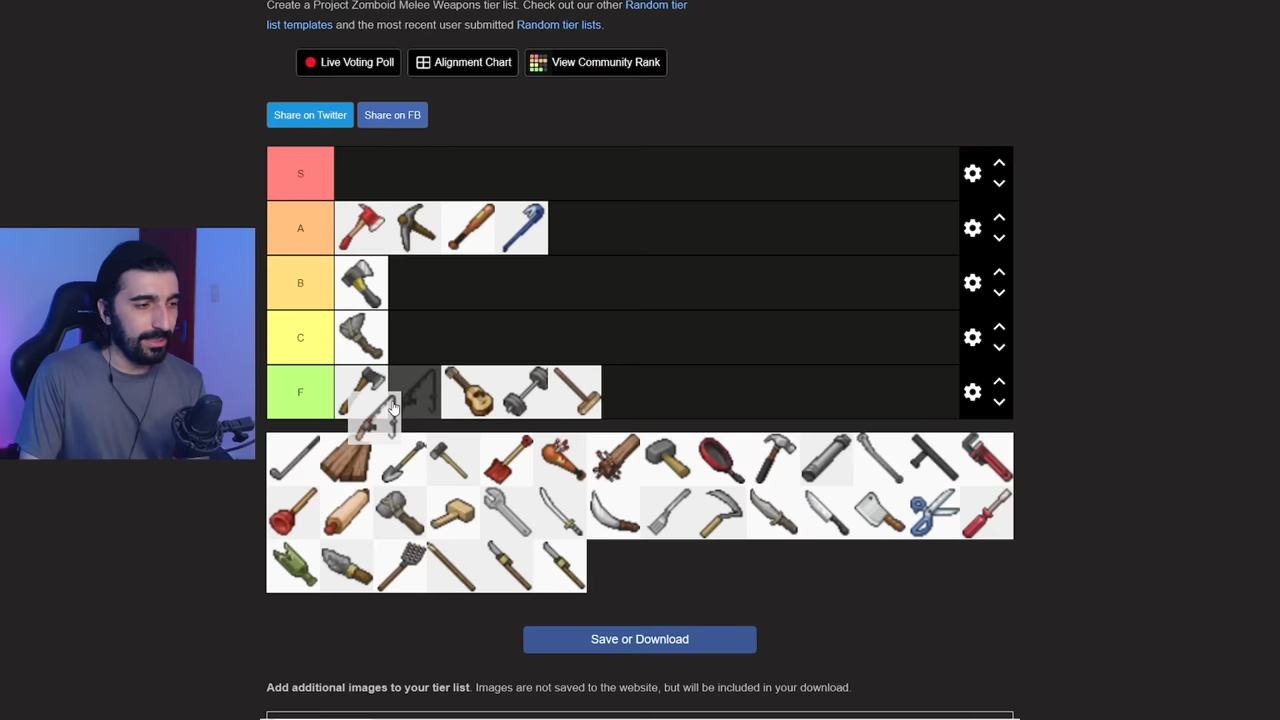 Create a Project Zomboid Melee Weapons tier list. Check out our other Random tier
list templates and the most recent user submitted Random tier lists.
Live Voting Poll
Alignment Chart
View Community Rank
Share on Twitter
Share on FB
S
A
B
C
F
Save or Download
Add additional images to your tier list. Images are not saved to the website, but will be included in your download.